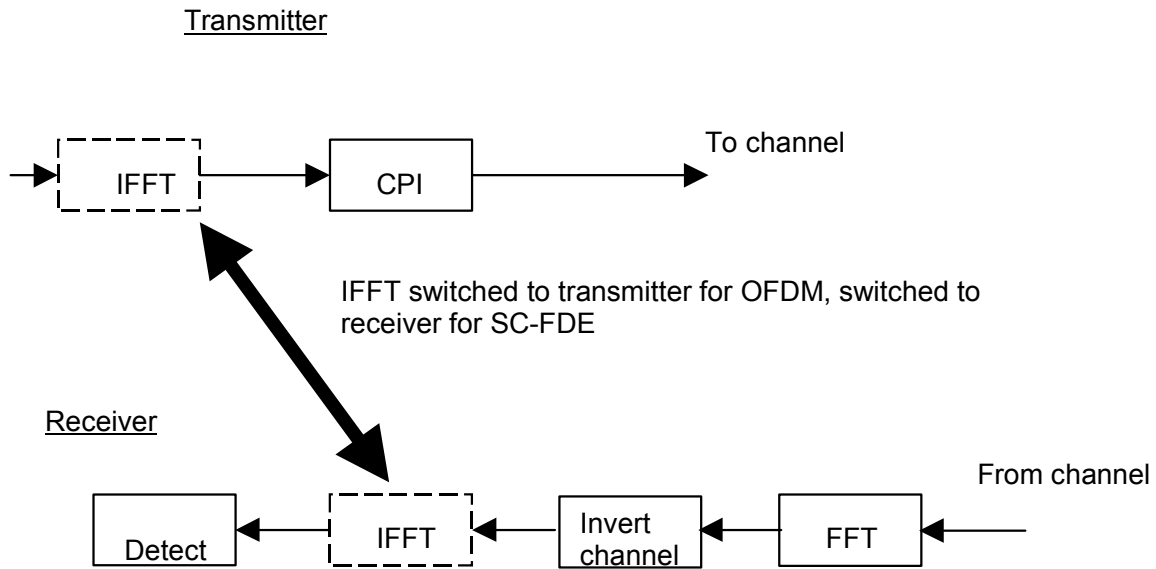 Transmitter
To channel
IFFT
CPI
IFFT switched to transmitter for OFDM, switched to
receiver for SC-FDE
Receiver
From channel
Detect
IFFT
Invert
channel
FFT